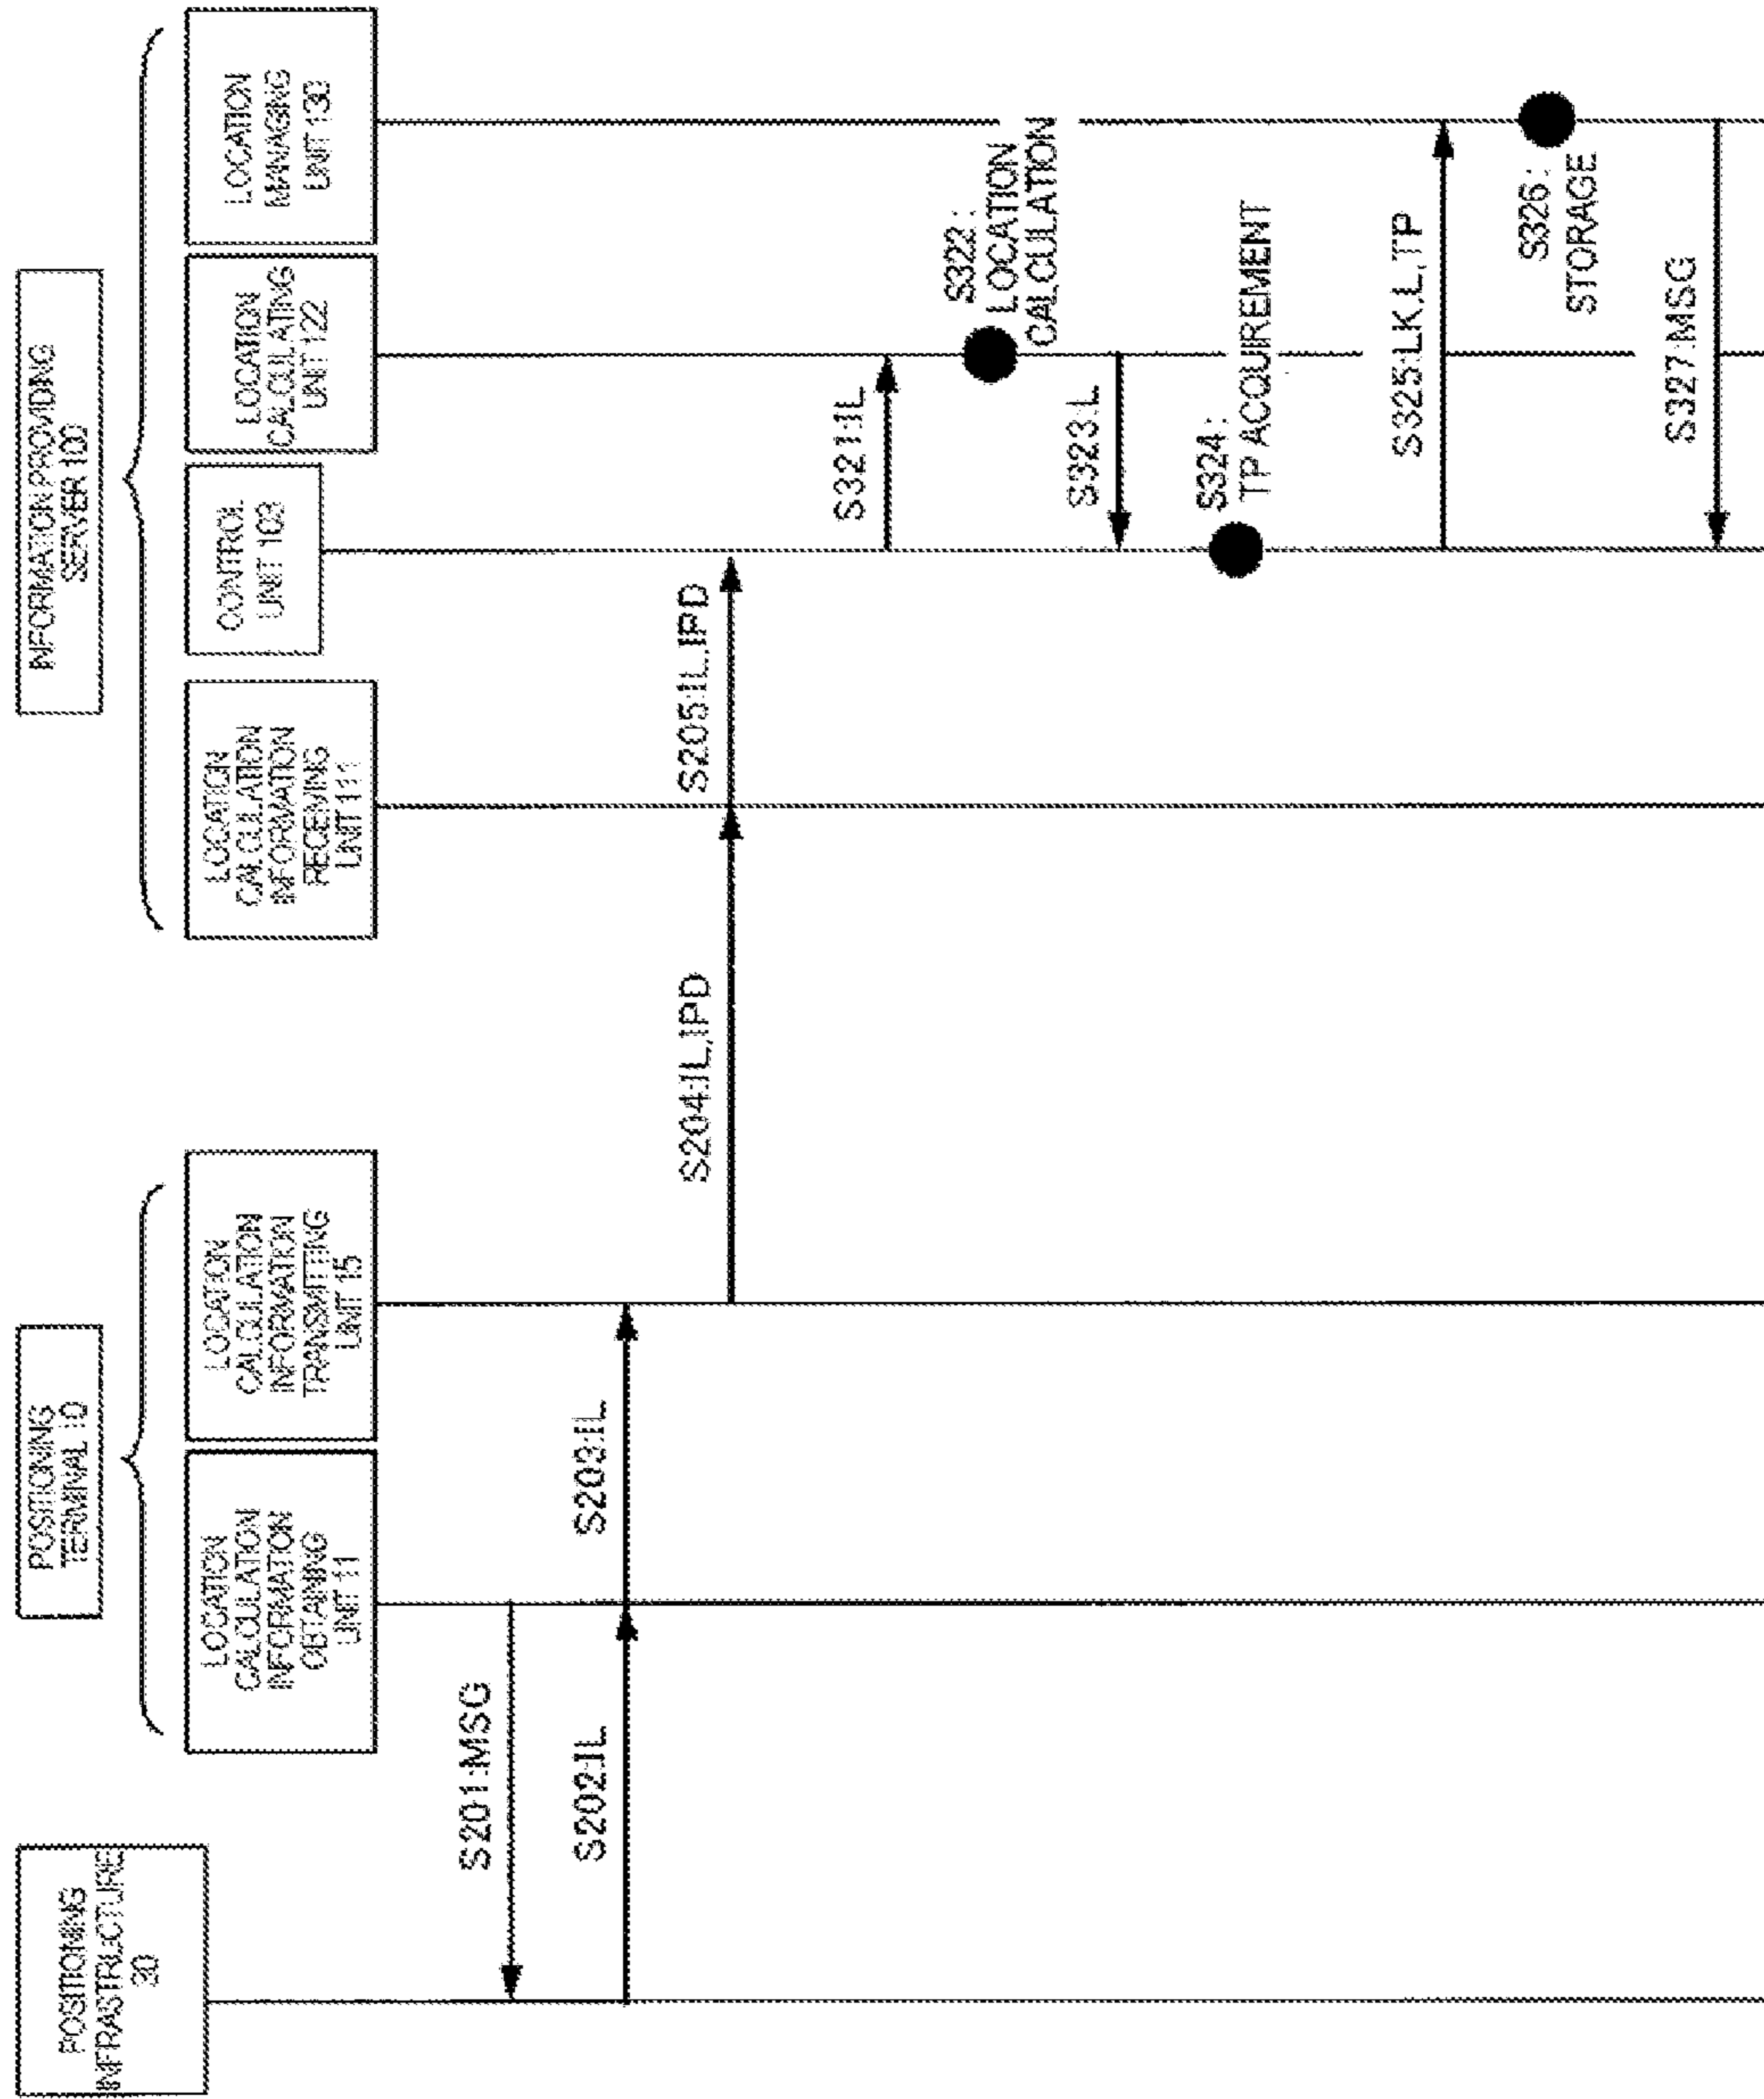 POSITIONING
INFRASTRUCTURE
POSITIONING
TERMINAL 10
INFORMATION PROVIDING
SERVER 100
LOCATION
CALCULATION
INFORMATION
OBTAINING
UNIT 11
LOCATION
CALCULATION
INFORMATION
TRANSMITTING
UNIT 15
LOCATION
CALCULATION
INFORMATION
RECEIVING
UNIT 111
CONTROL
UNIT 103
LOCATION
CALCULATING
UNIT 122
LOCATION
MANAGING
UNIT 130
S201:MSG
S202:IL
S203:IL
S204:IL,IPD
S205:IL,IPD
S321:IL
S322:
LOCATION
CALCULATION
S323:L
S324:
TP ACQUIREMENT
S325:LK,L,TP
S326:
STORAGE
S327:MSG